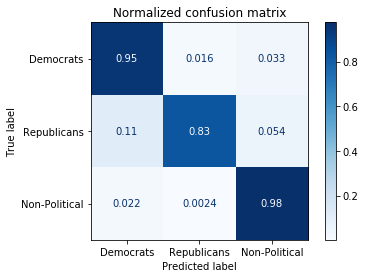 Normalized confusion matrix
True label
Democrats 0.95 0.016 0.033
Republicans 0.11 0.83 0.054
Non-Political 0.022 0.0024 0.98
Democrats Republicans Non-Political
Predicted label
0.8
0.6
0.4
0.2